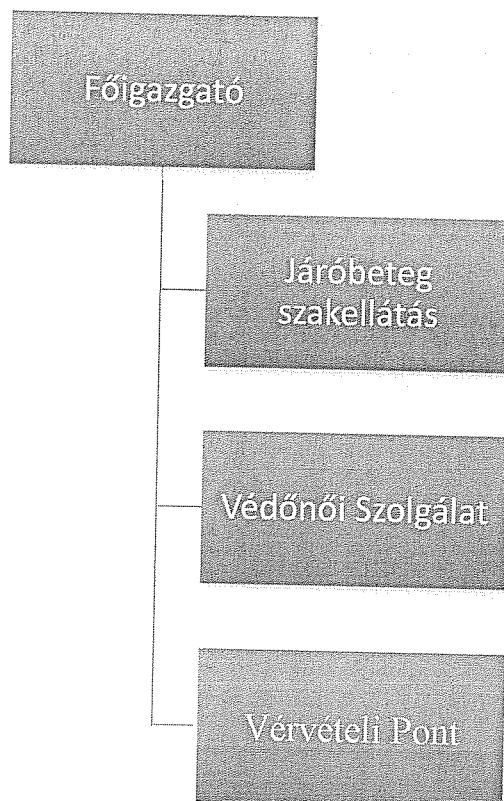 Főigazgató
Járóbeteg
szakellátás
Védőnői Szolgálat
Vérvételi Pont